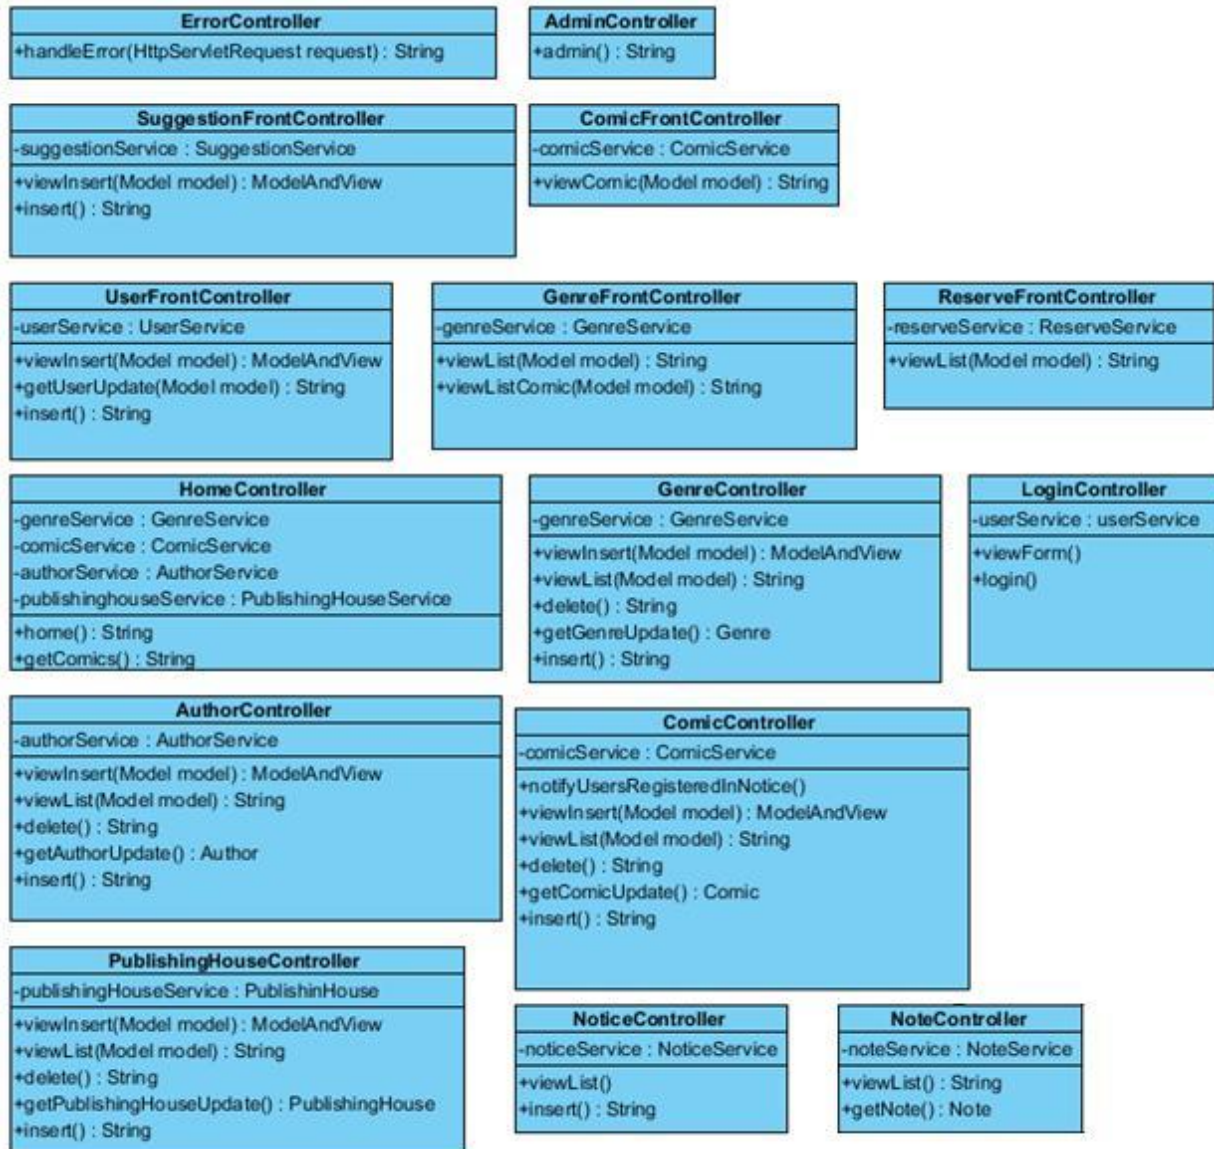 ErrorController
+handleError(HttpServletRequest request) : String
AdminController
+admin() : String
SuggestionFrontController
-suggestionService : SuggestionService
+viewInsert(Model model) : ModelAndView
+insert() : String
ComicFrontController
-comicService : ComicService
+viewComic(Model model) : String
UserFrontController
-userService : UserService
+viewInsert(Model model) : ModelAndView
+getUserUpdate(Model model) : String
+insert() : String
GenreFrontController
-genreService : GenreService
+viewList(Model model) : String
+viewListComic(Model model) : String
ReserveFrontController
-reserveService : ReserveService
+viewList(Model model) : String
HomeController
-genreService : GenreService
-comicService : ComicService
-authorService : AuthorService
-publishinghouseService : PublishingHouseService
+home() : String
+getComics() : String
GenreController
-genreService : GenreService
+viewInsert(Model model) : ModelAndView
+viewList(Model model) : String
+delete() : String
+getGenreUpdate() : Genre
+insert() : String
LoginController
-userService : userService
+viewForm()
+login()
AuthorController
-authorService : AuthorService
+viewInsert(Model model) : ModelAndView
+viewList(Model model) : String
+delete() : String
+getAuthorUpdate() : Author
+insert() : String
ComicController
-comicService : ComicService
+notifyUsersRegisteredInNotice()
+viewInsert(Model model) : ModelAndView
+viewList(Model model) : String
+delete() : String
+getComicUpdate() : Comic
+insert() : String
PublishingHouseController
-publishingHouseService : PublishinHouse
+viewInsert(Model model) : ModelAndView
+viewList(Model model) : String
+delete() : String
+getPublishingHouseUpdate() : PublishingHouse
+insert() : String
NoticeController
-noticeService : NoticeService
+viewList()
+insert() : String
NoteController
-noteService : NoteService
+viewList() : String
+getNote() : Note